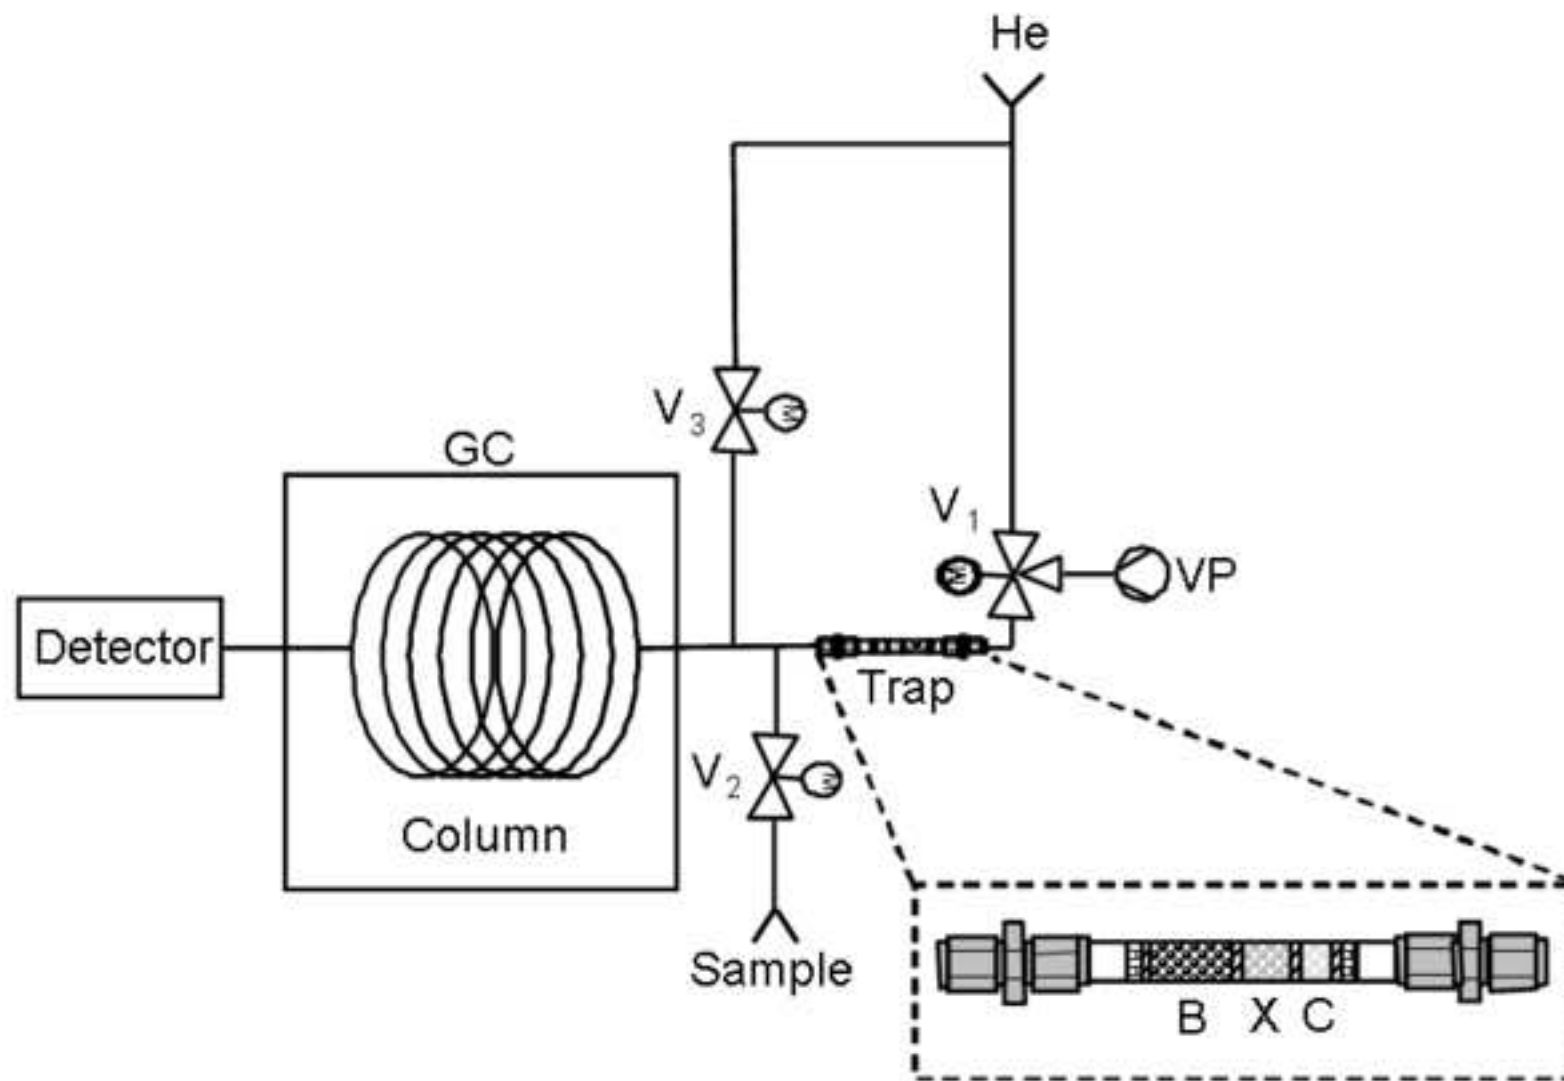 He
V3
GC
V1
M
M
VP
Detector
Trap
V2
M
Column
Sample
B X C